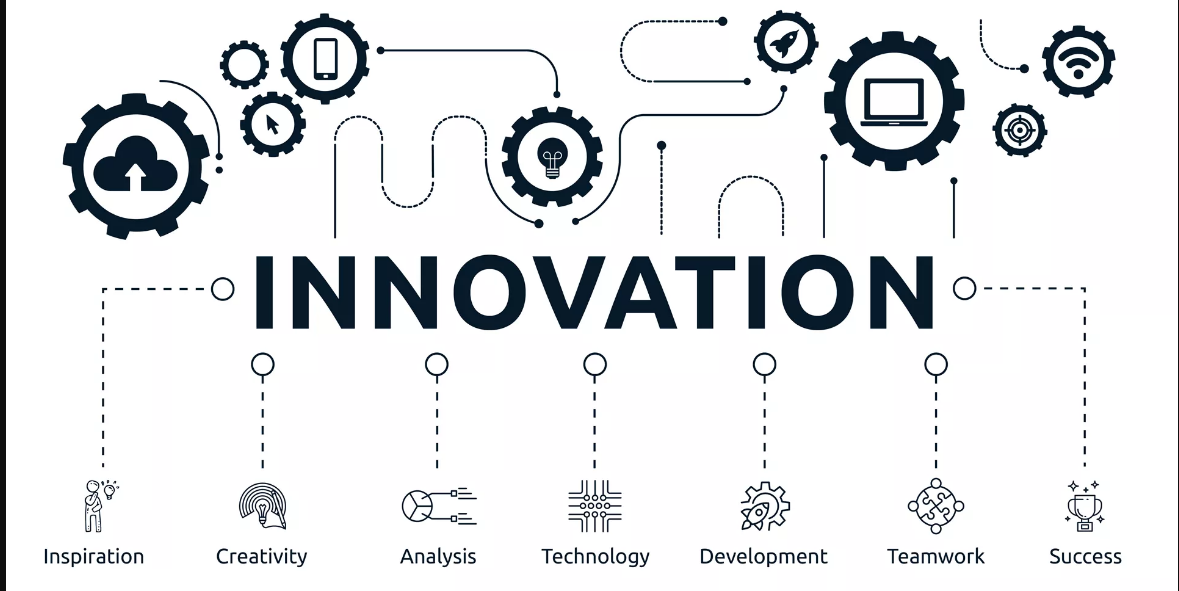 INNOVATION
Inspiration Creativity Analysis Technology Development Teamwork Success